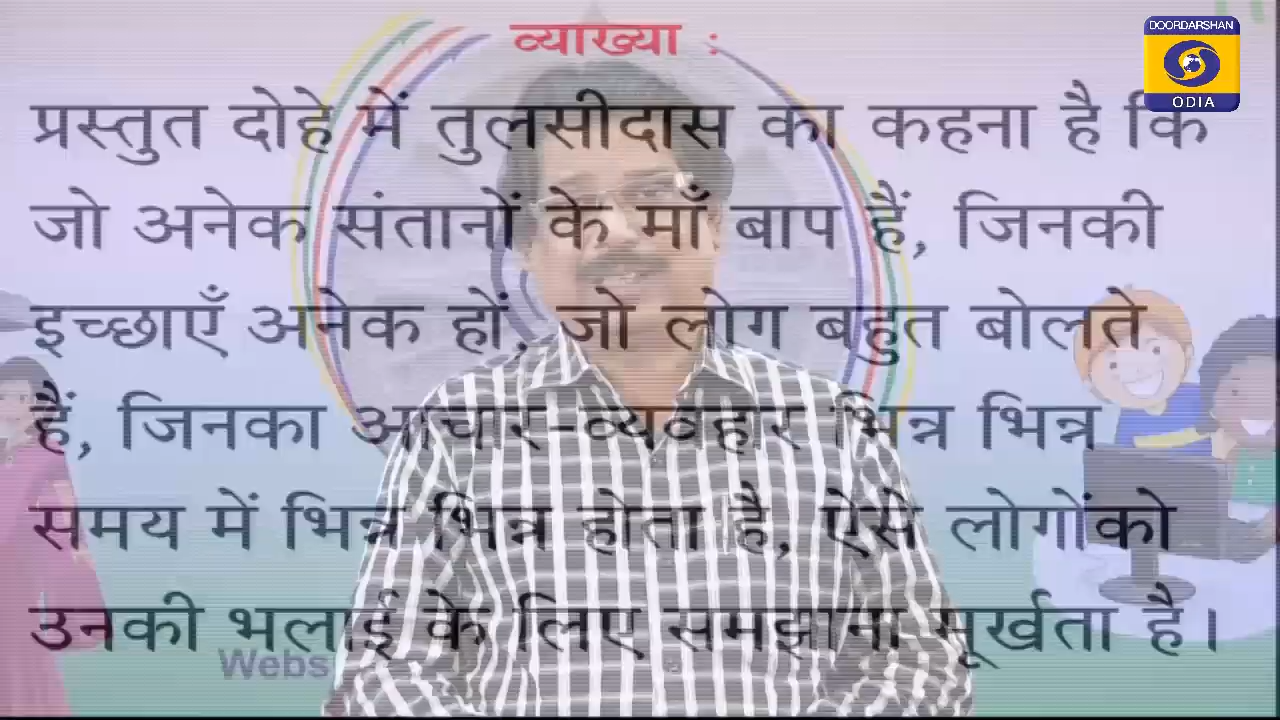 व्याख्या :
DOORDARSHAN
ODIA
प्रस्तुत दोहे में तुलसीदास का कहना है कि
जो अनेक संतानों के माँ बाप हैं, जिनकी
इच्छाएँ अनेक हों, जो लोग बहुत बोलते
हैं, जिनका आचार-व्यवहार भिन्न भिन्न
समय में भिन्न भिन्न होता है, ऐसे लोगोंको
उनकी भलाई के लिए समझाना मूर्खता है।
Webs